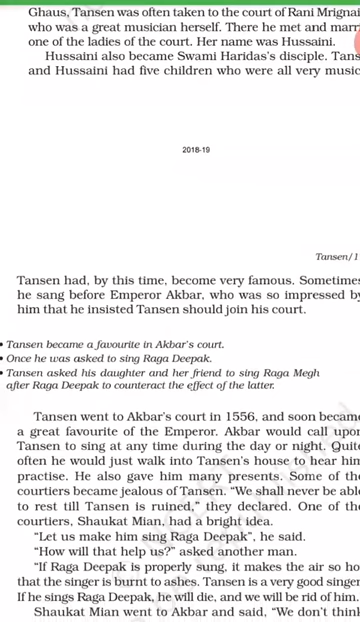 Ghaus, Tansen was often taken to the court of Rani Mrignai
who was a great musician herself. There he met and marr
one of the ladies of the court. Her name was Hussaini.
Hussaini also became Swami Haridas's disciple. Tans
and Hussaini had five children who were all very music
2018-19
Tansen/1
Tansen had, by this time, become very famous. Sometimes
he sang before Emperor Akbar, who was so impressed by
him that he insisted Tansen should join his court.
• Tansen became a favourite in Akbar's court.
• Once he was asked to sing Raga Deepak.
• Tansen asked his daughter and her friend to sing Raga Megh
after Raga Deepak to counteract the effect of the latter.
Tansen went to Akbar's court in 1556, and soon became
a great favourite of the Emperor. Akbar would call upon
Tansen to sing at any time during the day or night. Quite
often he would just walk into Tansen's house to hear him
practise. He also gave him many presents. Some of the
courtiers became jealous of Tansen. “We shall never be able
to rest till Tansen is ruined,” they declared. One of the
courtiers, Shaukat Mian, had a bright idea.
“Let us make him sing Raga Deepak”, he said.
“How will that help us?” asked another man.
“If Raga Deepak is properly sung, it makes the air so ho
that the singer is burnt to ashes. Tansen is a very good singer
If he sings Raga Deepak, he will die, and we will be rid of him.
Shaukat Mian went to Akbar and said, “We don't think